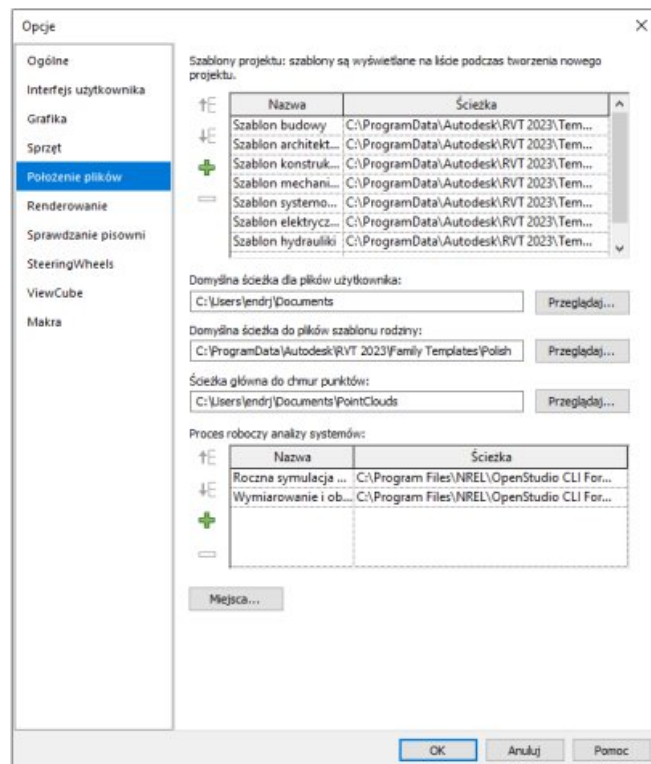 Opcje
Ogólne
Interfejs użytkownika
Grafika
Sprzęt
Położenie plików
Renderowanie
Sprawdzanie pisowni
SteeringWheels
ViewCube
Makra
Szablony projektu: szablony są wyświetlane na liście podczas tworzenia nowego
projektu.
Nazwa Ścieżka
Szablon budowy C:\ProgramData\Autodesk\RVT 2023\Tem...
Szablon architekt... C:\ProgramData\Autodesk\RVT 2023\Tem...
Szablon konstruk... C:\ProgramData\Autodesk\RVT 2023\Tem...
Szablon mechani... C:\ProgramData\Autodesk\RVT 2023\Tem...
Szablon systemo... C:\ProgramData\Autodesk\RVT 2023\Tem...
Szablon elektrycz... C:\ProgramData\Autodesk\RVT 2023\Tem...
Szablon hydrauliki C:\ProgramData\Autodesk\RVT 2023\Tem...
Domyślna ścieżka dla plików użytkownika:
C:\Users\endrj\Documents Przeglądaj...
Domyślna ścieżka do plików szablonu rodziny:
C:\ProgramData\Autodesk\RVT 2023\Family Templates\Polish Przeglądaj...
Ścieżka główna do chmur punktów:
C:\Users\endrj\Documents\PointClouds Przeglądaj...
Proces roboczy analizy systemów:
Nazwa Ścieżka
Roczna symulacja ... C:\Program Files\NREL\OpenStudio CLI For...
Wymiarowanie i ob... C:\Program Files\NREL\OpenStudio CLI For...
Miejsca...
OK Anuluj Pomoc